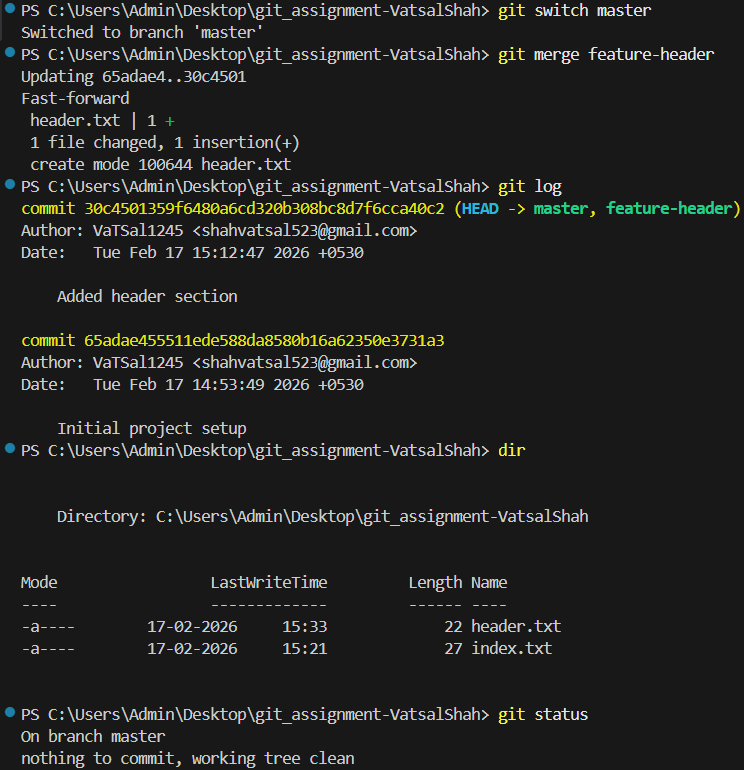 PS C:\Users\Admin\Desktop\git_assignment-VatsalShah> git switch master
Switched to branch 'master'
PS C:\Users\Admin\Desktop\git_assignment-VatsalShah> git merge feature-header
Updating 65adae4..30c4501
Fast-forward
 header.txt | 1 +
 1 file changed, 1 insertion(+)
 create mode 100644 header.txt
PS C:\Users\Admin\Desktop\git_assignment-VatsalShah> git log
commit 30c4501359f6480a6cd320b308bc8d7f6cca40c2 (HEAD -> master, feature-header)
Author: VaTSal1245 <shahvatsal523@gmail.com>
Date:   Tue Feb 17 15:12:47 2026 +0530
    Added header section
commit 65adae455511ede588da8580b16a62350e3731a3
Author: VaTSal1245 <shahvatsal523@gmail.com>
Date:   Tue Feb 17 14:53:49 2026 +0530
    Initial project setup
PS C:\Users\Admin\Desktop\git_assignment-VatsalShah> dir
    Directory: C:\Users\Admin\Desktop\git_assignment-VatsalShah
Mode                 LastWriteTime         Length Name
----                 -------------         ------ ----
-a----        17-02-2026     15:33             22 header.txt
-a----        17-02-2026     15:21             27 index.txt
PS C:\Users\Admin\Desktop\git_assignment-VatsalShah> git status
On branch master
nothing to commit, working tree clean